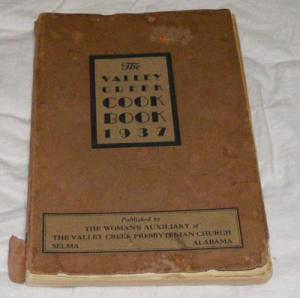 The
VALLEY
CREEK
COOK
BOOK
1937
Published by
THE WOMAN'S AUXILIARY of
THE VALLEY CREEK PRESBYTERIAN CHURCH
SELMA ALABAMA